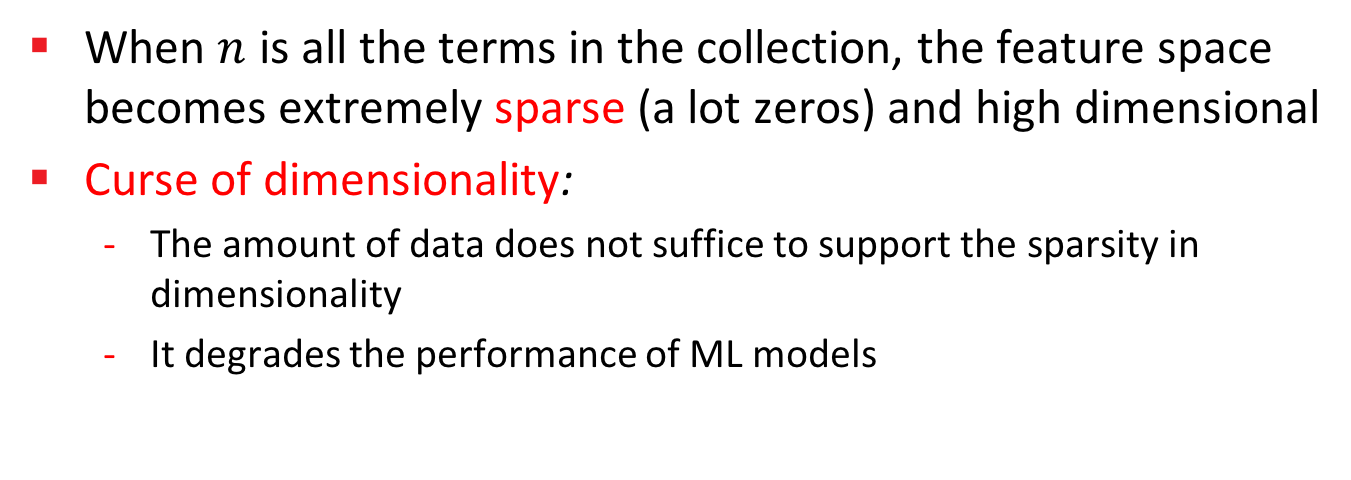 ▪ When n is all the terms in the collection, the feature space
becomes extremely sparse (a lot zeros) and high dimensional
▪ Curse of dimensionality:
- The amount of data does not suffice to support the sparsity in
dimensionality
- It degrades the performance of ML models